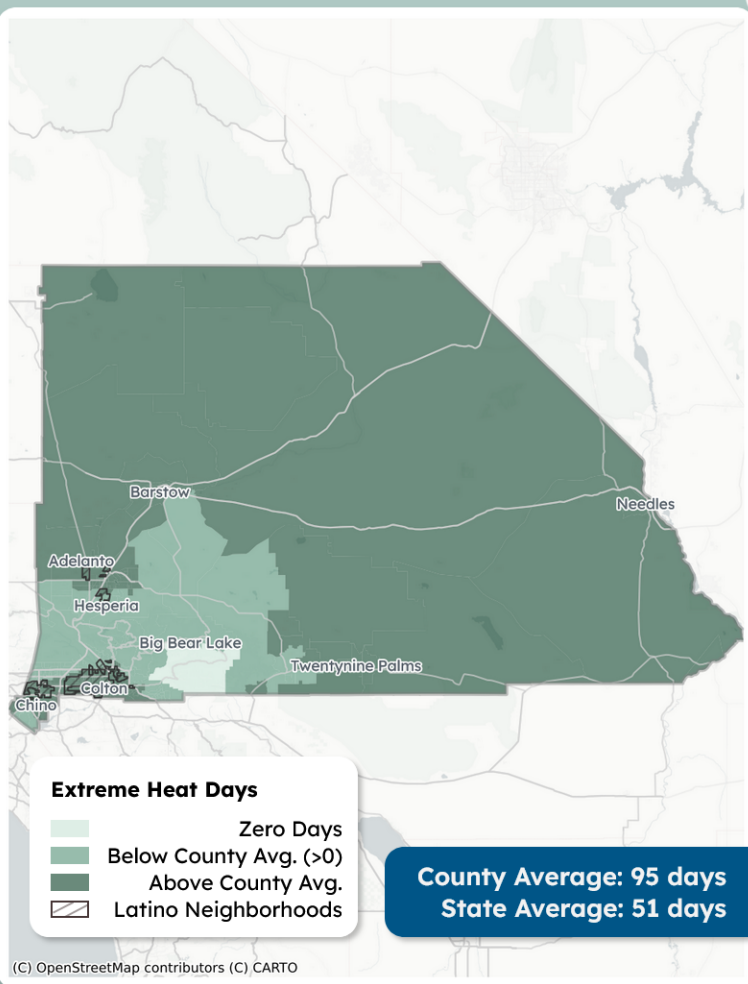 Barstow
Needles
Adelanto
Hesperia
Big Bear Lake
Twentynine Palms
Colton
Chino
Extreme Heat Days
Zero Days
Below County Avg. (>0)
Above County Avg.
Latino Neighborhoods
County Average: 95 days
State Average: 51 days
(C) OpenStreetMap contributors (C) CARTO